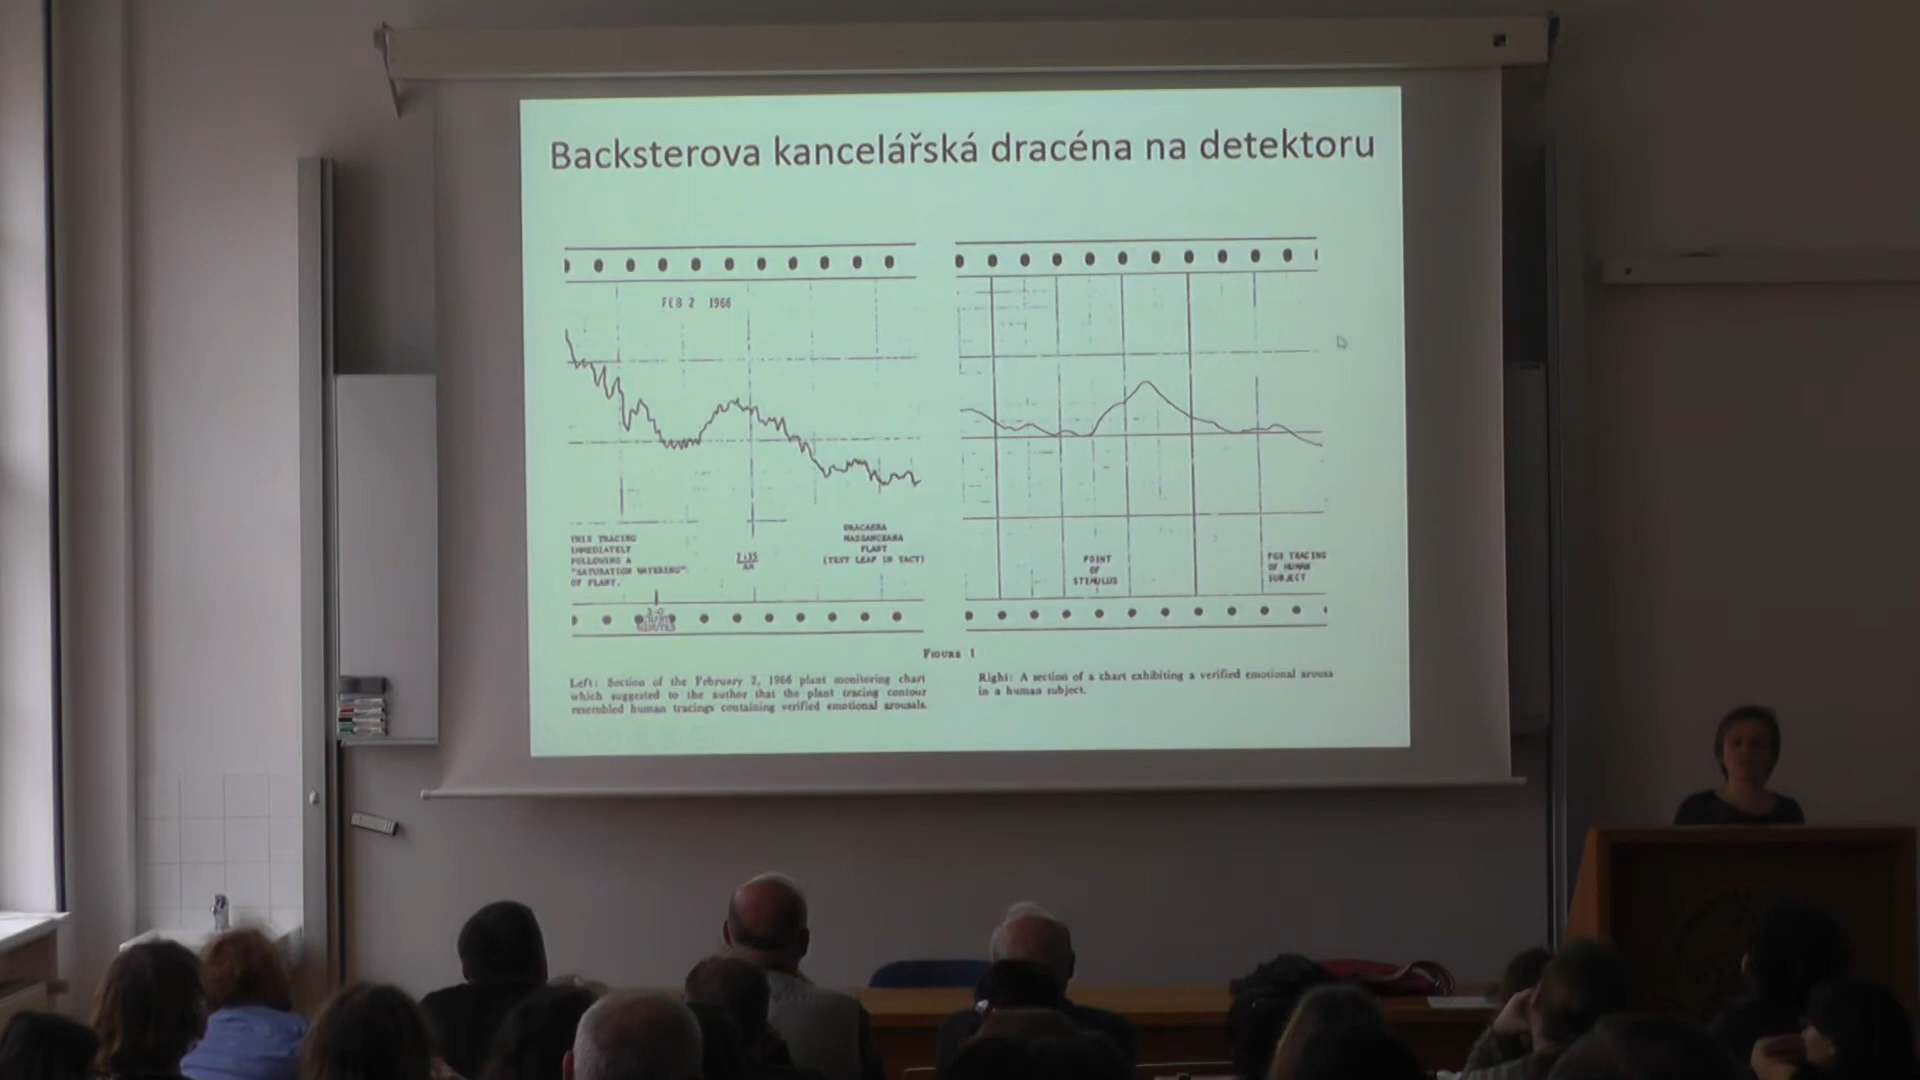 Backsterova kancelářská dracéna na detektoru
FEB 2 1966
THIS TRACING
IMMEDIATELY
FOLLOWING A
"SATURATION WATERING"
OF PLANT.
2:35
AM
DRACAENA
MASSANGEANA
PLANT
(TEST LEAF IN TACT)
POINT
OF
STIMULUS
PGR TRACING
OF HUMAN
SUBJECT
FIGURE 1
Left: Section of the February 2, 1966 plant monitoring chart
which suggested to the author that the plant tracing contour
resembled human tracings containing verified emotional arousals.
Right: A section of a chart exhibiting a verified emotional arousa
in a human subject.